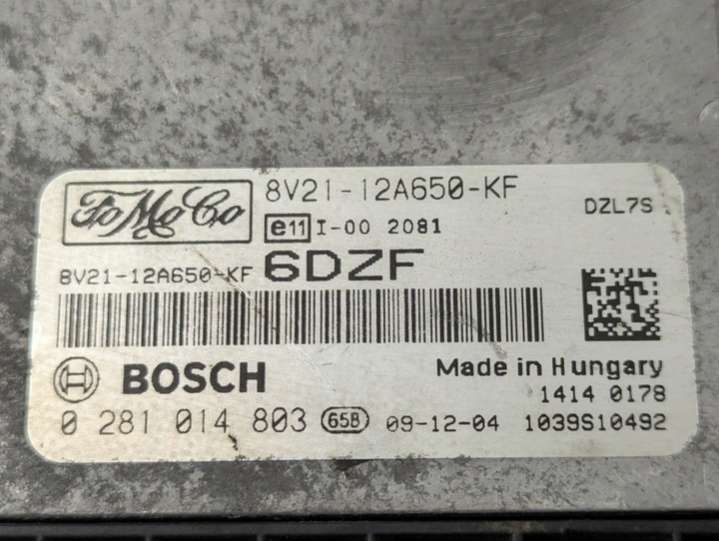 FoMoCo
8V21-12A650-KF
DZL7S
e11 I-00 2081
8V21-12A650-KF 6DZF
BOSCH
Made in Hungary
1414 0178
0 281 014 803 65B 09-12-04 1039S10492